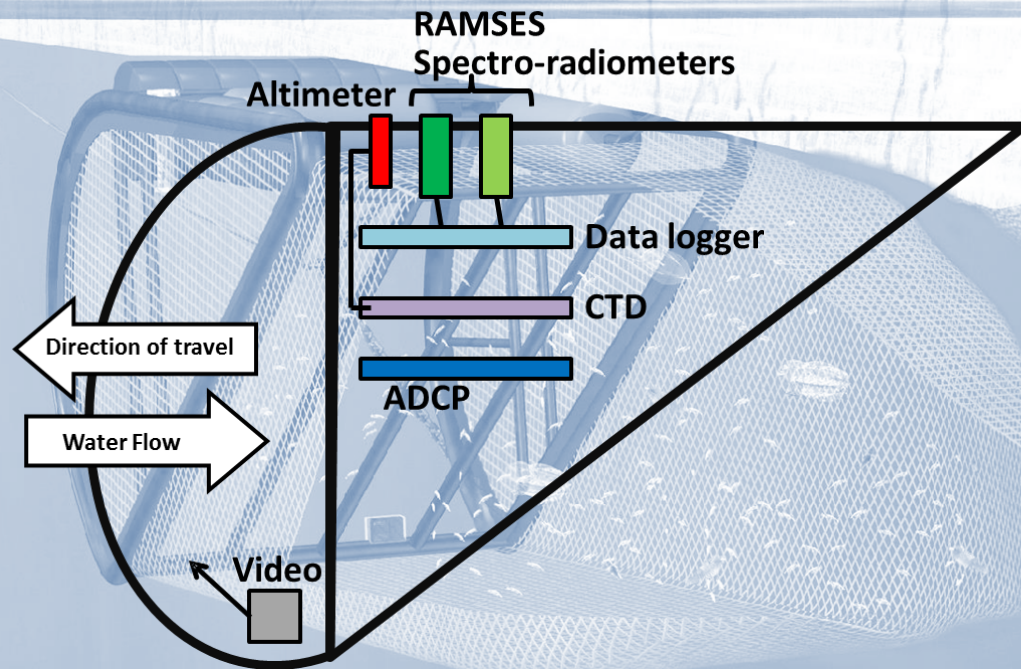 RAMSES
Spectro-radiometers
Altimeter
Data logger
CTD
Direction of travel
ADCP
Water Flow
Video